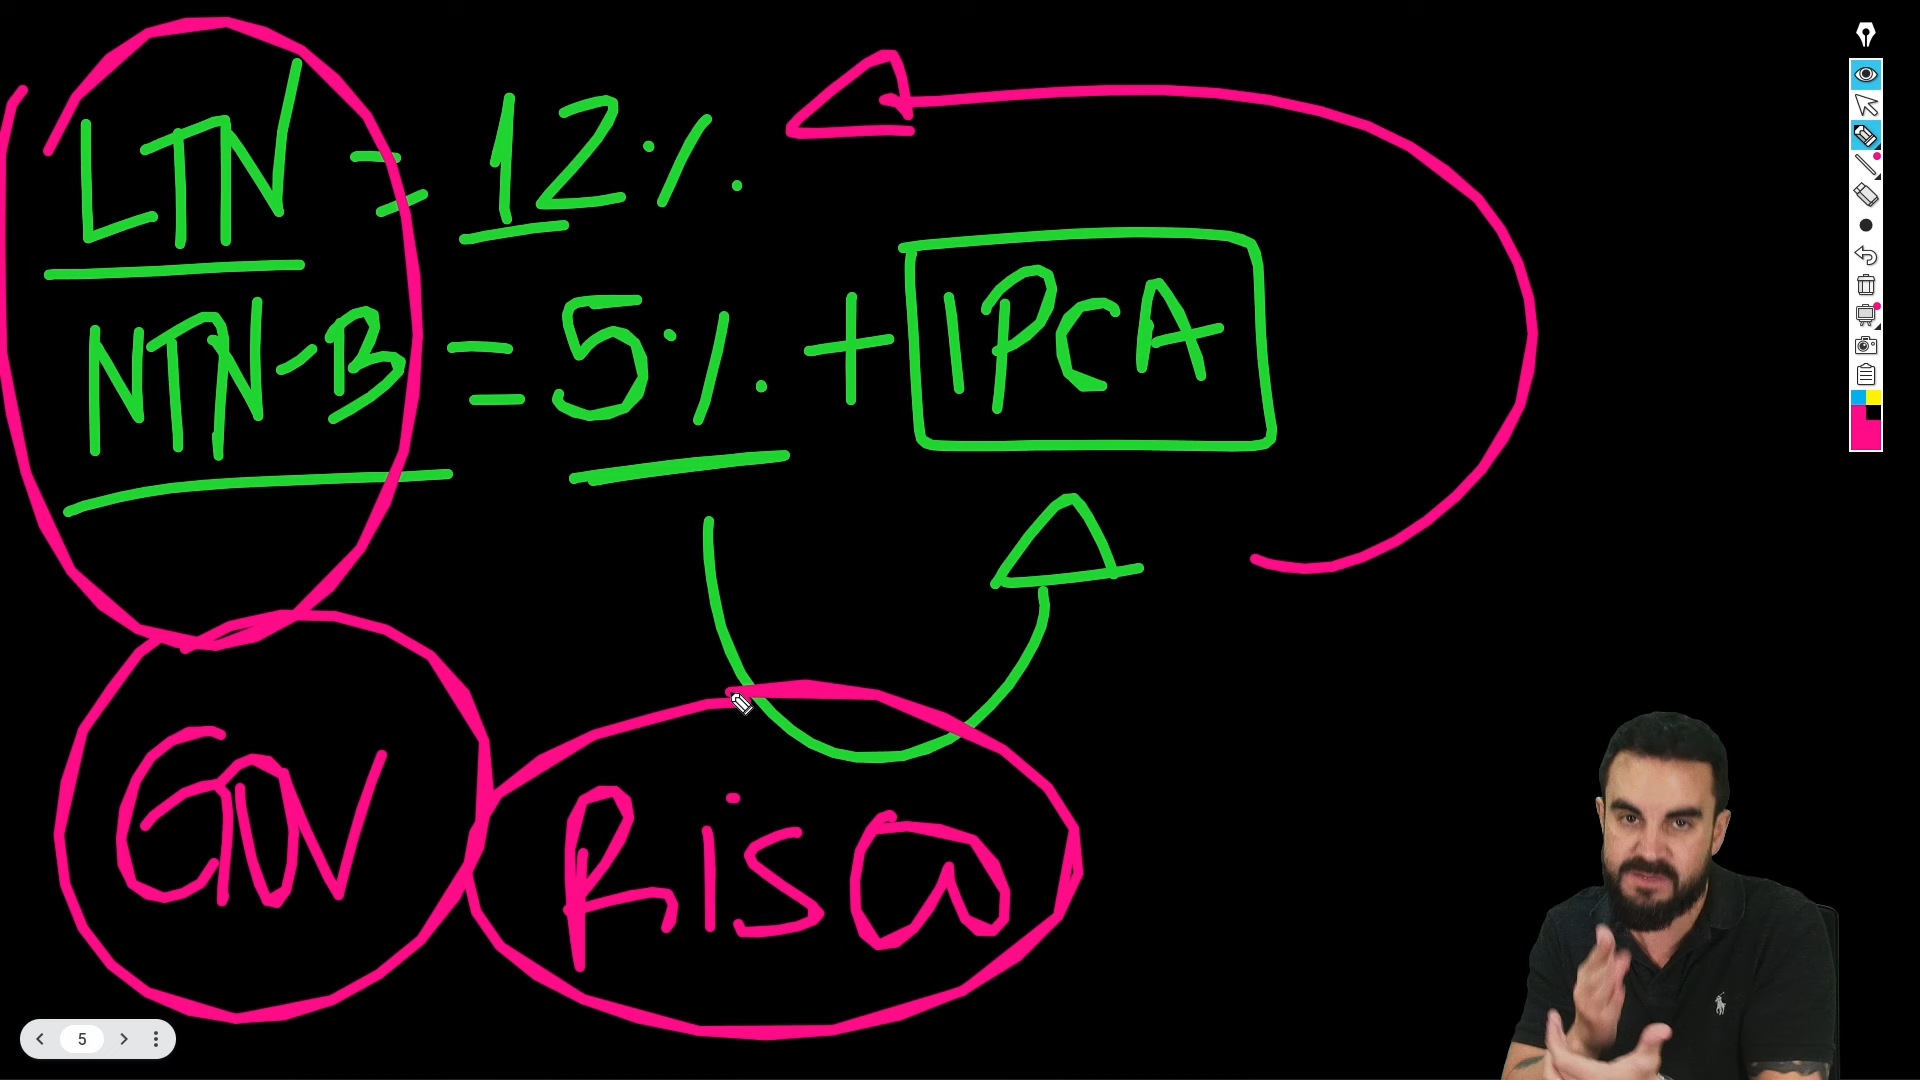 LTN = 12%
NTN-B = 5% + IPCA
GOV
Risco
5